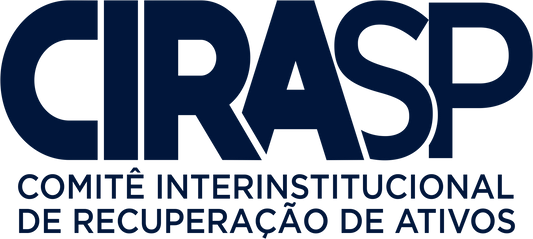 CIRASP
COMITÊ INTERINSTITUCIONAL
DE RECUPERAÇÃO DE ATIVOS